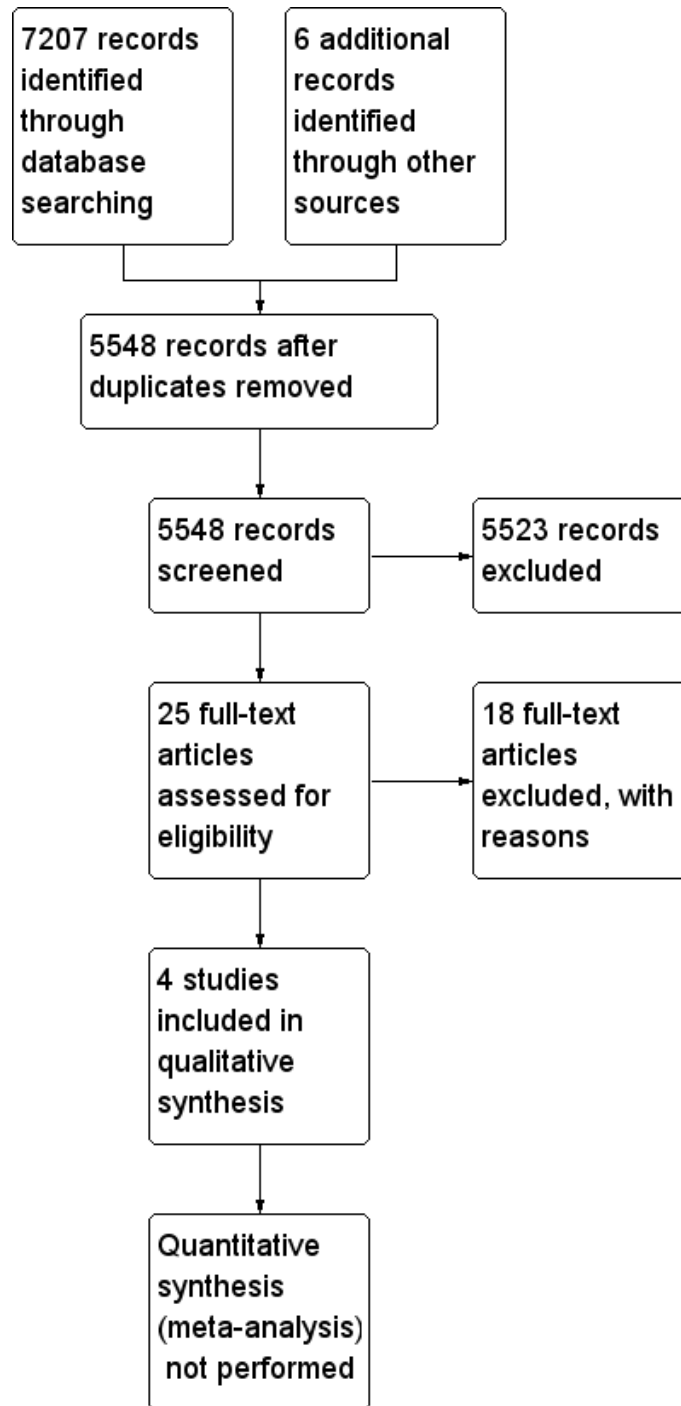 7207 records
identified
through
database
searching
6 additional
records
identified
through other
sources
5548 records after
duplicates removed
5548 records
screened
5523 records
excluded
25 full-text
articles
assessed for
eligibility
18 full-text
articles
excluded, with
reasons
4 studies
included in
qualitative
synthesis
Quantitative
synthesis
(meta-analysis)
not performed